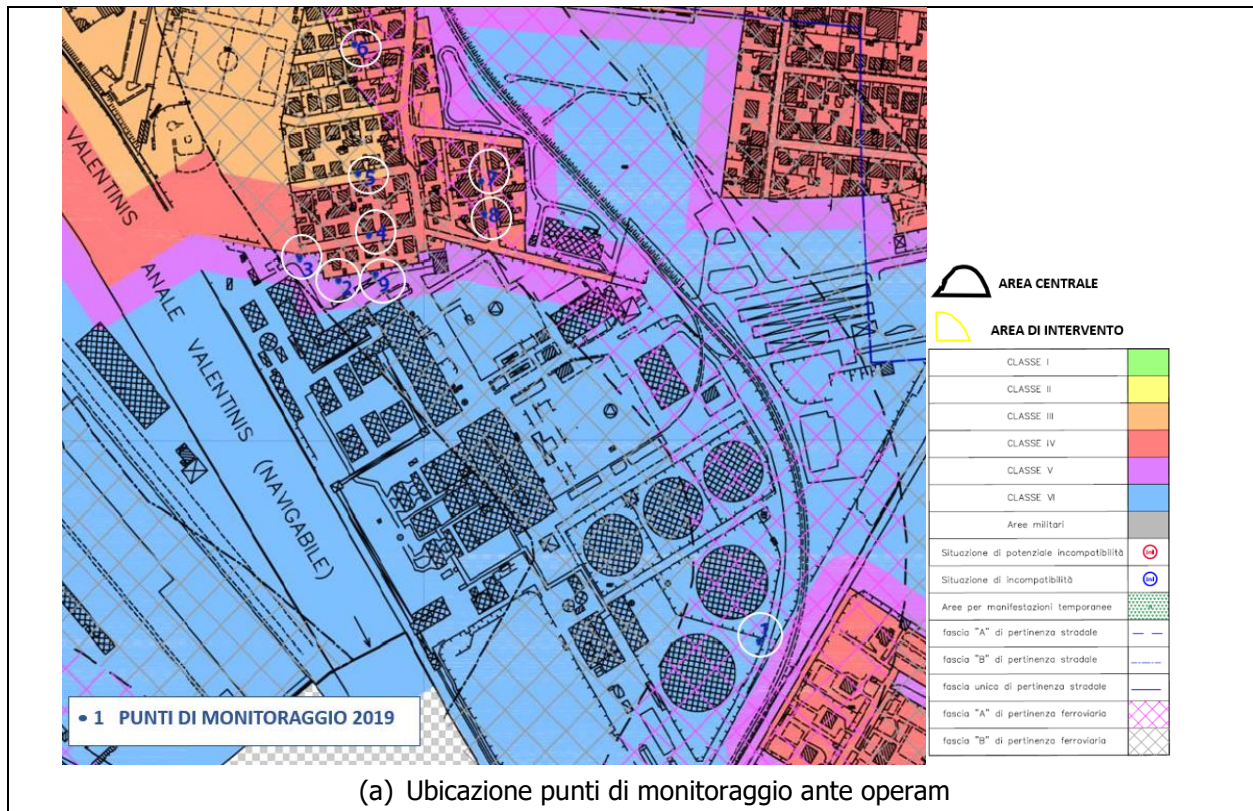 6
5
7
8
4
3
2
9
1
E VALENTINIS
ANALE VALENTINIS (NAVIGABILE)
• 1 PUNTI DI MONITORAGGIO 2019
AREA CENTRALE
AREA DI INTERVENTO
CLASSE I
CLASSE II
CLASSE III
CLASSE IV
CLASSE V
CLASSE VI
Aree militari
Situazione di potenziale incompatibilità
Situazione di incompatibilità
Aree per manifestazioni temporanee
fascia "A" di pertinenza stradale
fascia "B" di pertinenza stradale
fascia unica di pertinenza stradale
fascia "A" di pertinenza ferroviaria
fascia "B" di pertinenza ferroviaria
(a) Ubicazione punti di monitoraggio ante operam